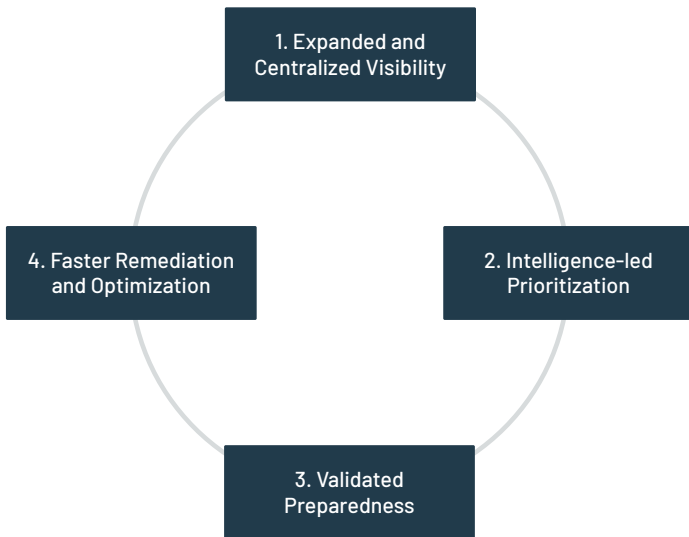 1. Expanded and
Centralized Visibility
2. Intelligence-led
Prioritization
3. Validated
Preparedness
4. Faster Remediation
and Optimization